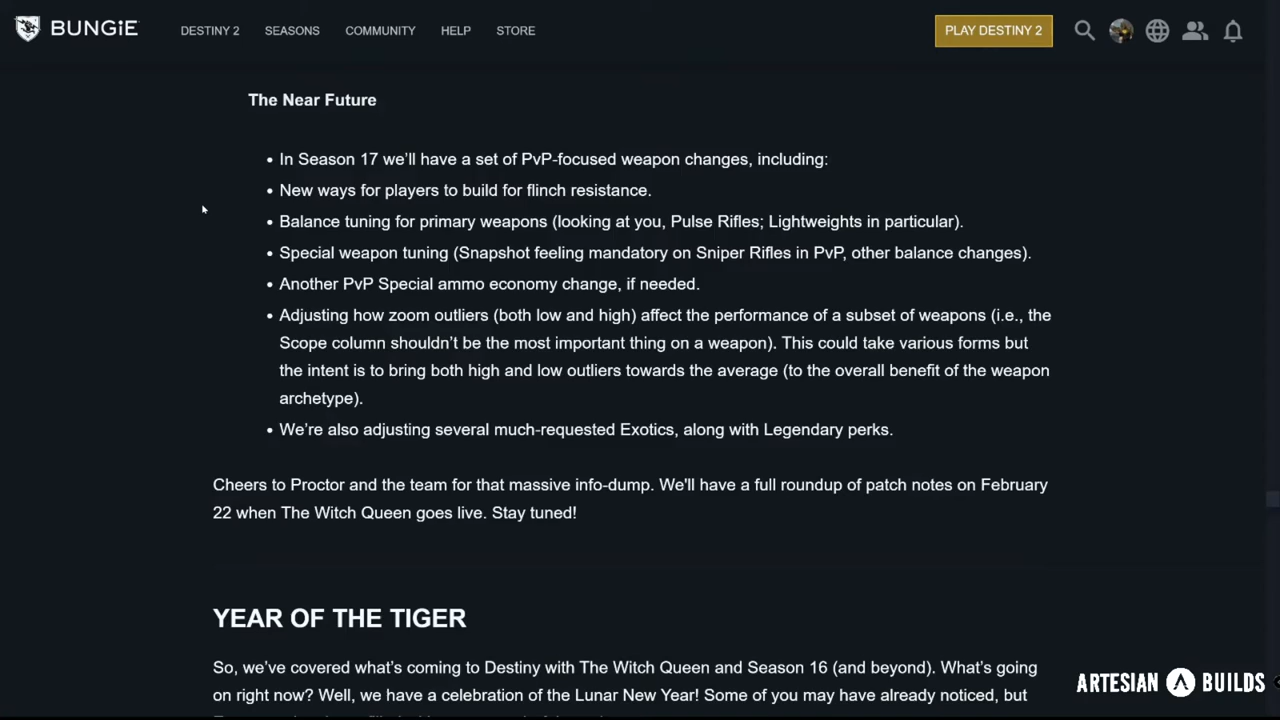 BUNGiE
DESTINY 2 SEASONS COMMUNITY HELP STORE PLAY DESTINY 2
The Near Future
• In Season 17 we'll have a set of PvP-focused weapon changes, including:
• New ways for players to build for flinch resistance.
• Balance tuning for primary weapons (looking at you, Pulse Rifles; Lightweights in particular).
• Special weapon tuning (Snapshot feeling mandatory on Sniper Rifles in PvP, other balance changes).
• Another PvP Special ammo economy change, if needed.
• Adjusting how zoom outliers (both low and high) affect the performance of a subset of weapons (i.e., the
Scope column shouldn't be the most important thing on a weapon). This could take various forms but
the intent is to bring both high and low outliers towards the average (to the overall benefit of the weapon
archetype).
• We're also adjusting several much-requested Exotics, along with Legendary perks.
Cheers to Proctor and the team for that massive info-dump. We'll have a full roundup of patch notes on February
22 when The Witch Queen goes live. Stay tuned!
YEAR OF THE TIGER
So, we've covered what's coming to Destiny with The Witch Queen and Season 16 (and beyond). What's going
on right now? Well, we have a celebration of the Lunar New Year! Some of you may have already noticed, but
ARTESIAN BUILDS